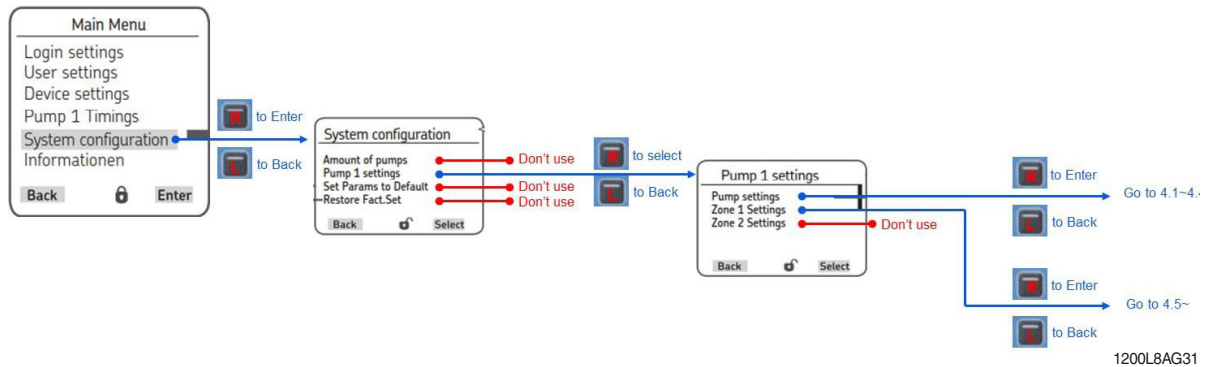 Main Menu
Login settings
User settings
Device settings
Pump 1 Timings
System configuration
Informationen
Back
Enter
R
to Enter
L
to Back
System configuration
Amount of pumps
Pump 1 settings
Set Params to Default
Restore Fact.Set
Back
Select
Don't use
Don't use
Don't use
R
to select
L
to Back
Pump 1 settings
Pump settings
Zone 1 Settings
Zone 2 Settings
Back
Select
Don't use
R
to Enter
L
to Back
Go to 4.1~4.
R
to Enter
L
to Back
Go to 4.5~
1200L8AG31